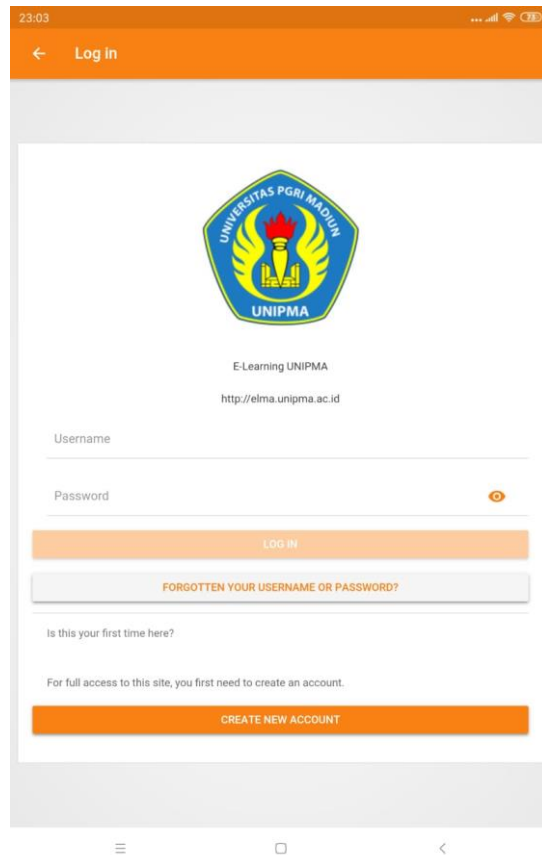 23:03
Log in
UNIVERSITAS PGRI MADIUN
UNIPMA
E-Learning UNIPMA
http://elma.unipma.ac.id
Username
Password
LOG IN
FORGOTTEN YOUR USERNAME OR PASSWORD?
Is this your first time here?
For full access to this site, you first need to create an account.
CREATE NEW ACCOUNT